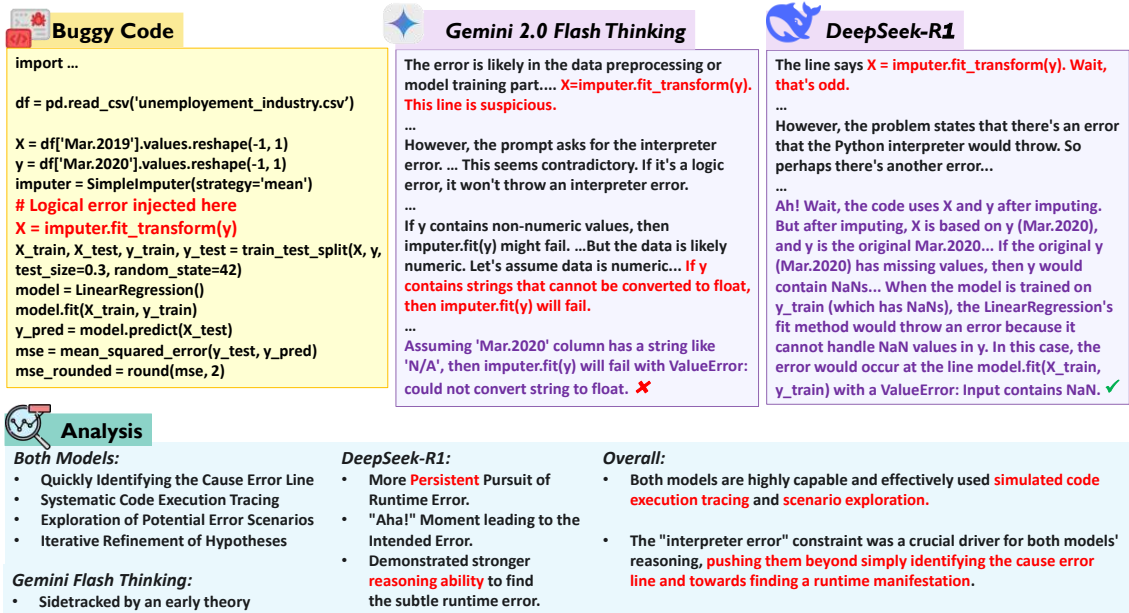 Buggy Code
import ...
df = pd.read_csv('unemployement_industry.csv’)
X = df['Mar.2019'].values.reshape(-1, 1)
y = df['Mar.2020'].values.reshape(-1, 1)
imputer = SimpleImputer(strategy='mean')
# Logical error injected here
X = imputer.fit_transform(y)
X_train, X_test, y_train, y_test = train_test_split(X, y,
test_size=0.3, random_state=42)
model = LinearRegression()
model.fit(X_train, y_train)
y_pred = model.predict(X_test)
mse = mean_squared_error(y_test, y_pred)
mse_rounded = round(mse, 2)
Gemini 2.0 Flash Thinking
The error is likely in the data preprocessing or
model training part.... X=imputer.fit_transform(y).
This line is suspicious.
...
However, the prompt asks for the interpreter
error. ... This seems contradictory. If it's a logic
error, it won't throw an interpreter error.
...
If y contains non-numeric values, then
imputer.fit(y) might fail. ...But the data is likely
numeric. Let's assume data is numeric... If y
contains strings that cannot be converted to float,
then imputer.fit(y) will fail.
...
Assuming 'Mar.2020' column has a string like
'N/A', then imputer.fit(y) will fail with ValueError:
could not convert string to float. ✘
DeepSeek-R1
The line says X = imputer.fit_transform(y). Wait,
that's odd.
...
However, the problem states that there's an error
that the Python interpreter would throw. So
perhaps there's another error...
...
Ah! Wait, the code uses X and y after imputing.
But after imputing, X is based on y (Mar.2020),
and y is the original Mar.2020... If the original y
(Mar.2020) has missing values, then y would
contain NaNs... When the model is trained on
y_train (which has NaNs), the LinearRegression's
fit method would throw an error because it
cannot handle NaN values in y. In this case, the
error would occur at the line model.fit(X_train,
y_train) with a ValueError: Input contains NaN. ✓
Analysis
Both Models:
• Quickly Identifying the Cause Error Line
• Systematic Code Execution Tracing
• Exploration of Potential Error Scenarios
• Iterative Refinement of Hypotheses
Gemini Flash Thinking:
• Sidetracked by an early theory
DeepSeek-R1:
• More Persistent Pursuit of
Runtime Error.
• "Aha!" Moment leading to the
Intended Error.
• Demonstrated stronger
reasoning ability to find
the subtle runtime error.
Overall:
• Both models are highly capable and effectively used simulated code
execution tracing and scenario exploration.
• The "interpreter error" constraint was a crucial driver for both models'
reasoning, pushing them beyond simply identifying the cause error
line and towards finding a runtime manifestation.